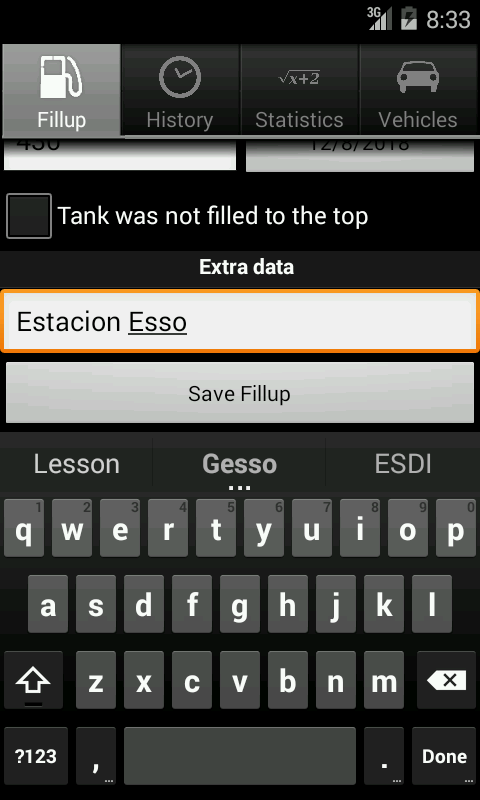 3G 8:33
Fillup History √x+2 Statistics Vehicles
430 12/8/2018
Tank was not filled to the top
Extra data
Estacion Esso
Save Fillup
Lesson Gesso ESDI
...
1 2 3 4 5 6 7 8 9 0
q w e r t y u i o p
a s d f g h j k l
z x c v b n m
?123 , ... . ... Done ...